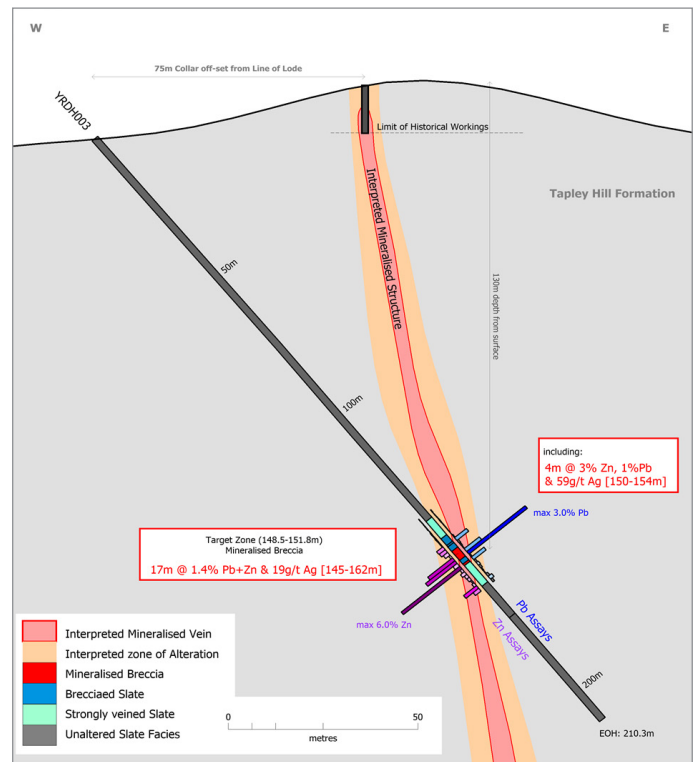 W
E
75m Collar off-set from Line of Lode
YRDH003
Limit of Historical Workings
Interpreted Mineralised Structure
Tapley Hill Formation
50m
130m depth from surface
100m
including:
4m @ 3% Zn, 1%Pb
& 59g/t Ag [150-154m]
max 3.0% Pb
Target Zone (148.5-151.8m)
Mineralised Breccia
17m @ 1.4% Pb+Zn & 19g/t Ag [145-162m]
max 6.0% Zn
Pb Assays
Zn Assays
200m
EOH: 210.3m
Interpreted Mineralised Vein
Interpreted zone of Alteration
Mineralised Breccia
Brecciaed Slate
Strongly veined Slate
Unaltered Slate Facies
0
50
metres